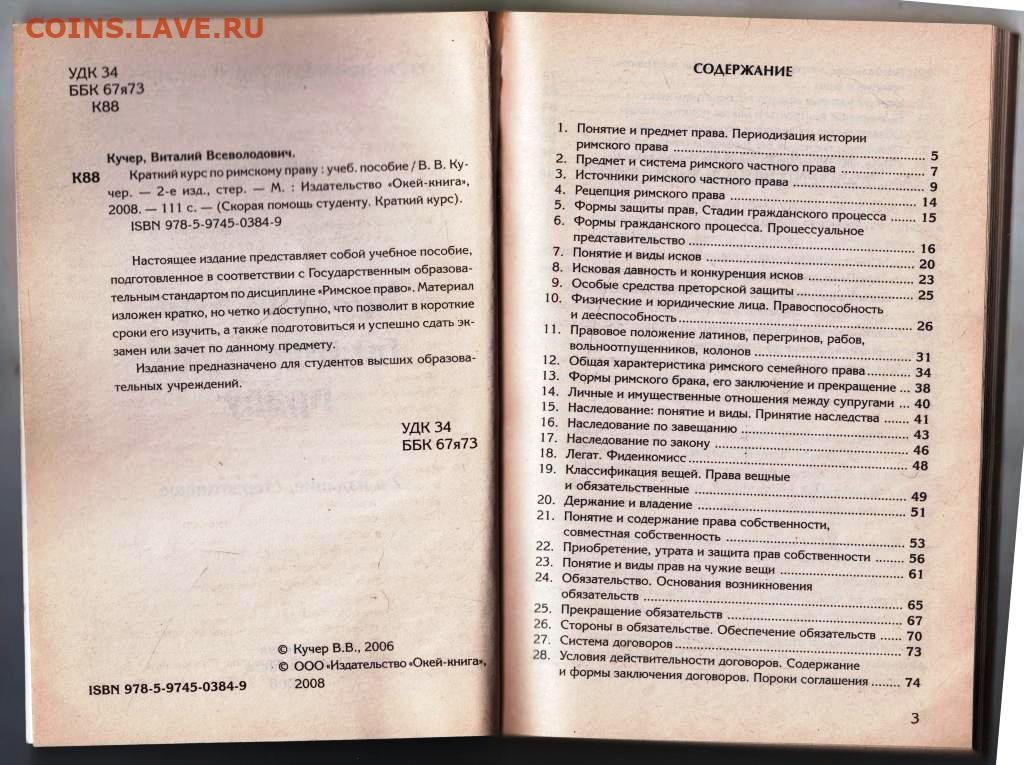 COINS.LAVE.RU
УДК 34
ББК 67я73
К88
Кучер, Виталий Всеволодович.
К88 Краткий курс по римскому праву : учеб. пособие / В. В. Ку-
чер. — 2-е изд., стер. — М. : Издательство «Окей-книга»,
2008. — 111 с. — (Скорая помощь студенту. Краткий курс).
ISBN 978-5-9745-0384-9
Настоящее издание представляет собой учебное пособие,
подготовленное в соответствии с Государственным образова-
тельным стандартом по дисциплине «Римское право». Материал
изложен кратко, но четко и доступно, что позволит в короткие
сроки его изучить, а также подготовиться и успешно сдать эк-
замен или зачет по данному предмету.
Издание предназначено для студентов высших образова-
тельных учреждений.
УДК 34
ББК 67я73
© Кучер В.В., 2006
© ООО «Издательство «Окей-книга»,
ISBN 978-5-9745-0384-9 2008
СОДЕРЖАНИЕ
1. Понятие и предмет права. Периодизация истории
римского права ... 5
2. Предмет и система римского частного права ... 7
3. Источники римского частного права ... 9
4. Рецепция римского права ... 14
5. Формы защиты прав. Стадии гражданского процесса ... 15
6. Формы гражданского процесса. Процессуальное
представительство ... 16
7. Понятие и виды исков ... 20
8. Исковая давность и конкуренция исков ... 23
9. Особые средства преторской защиты ... 25
10. Физические и юридические лица. Правоспособность
и дееспособность ... 26
11. Правовое положение латинов, перегринов, рабов,
вольноотпущенников, колонов ... 31
12. Общая характеристика римского семейного права ... 34
13. Формы римского брака, его заключение и прекращение ... 38
14. Личные и имущественные отношения между супругами ... 40
15. Наследование: понятие и виды. Принятие наследства ... 41
16. Наследование по завещанию ... 43
17. Наследование по закону ... 46
18. Легат. Фидеикомисс ... 48
19. Классификация вещей. Права вещные
и обязательственные ... 49
20. Держание и владение ... 51
21. Понятие и содержание права собственности,
совместная собственность ... 53
22. Приобретение, утрата и защита прав собственности ... 56
23. Понятие и виды прав на чужие вещи ... 61
24. Обязательство. Основания возникновения
обязательств ... 65
25. Прекращение обязательств ... 67
26. Стороны в обязательстве. Обеспечение обязательств ... 70
27. Система договоров ... 73
28. Условия действительности договоров. Содержание
и формы заключения договоров. Пороки соглашения ... 74
3